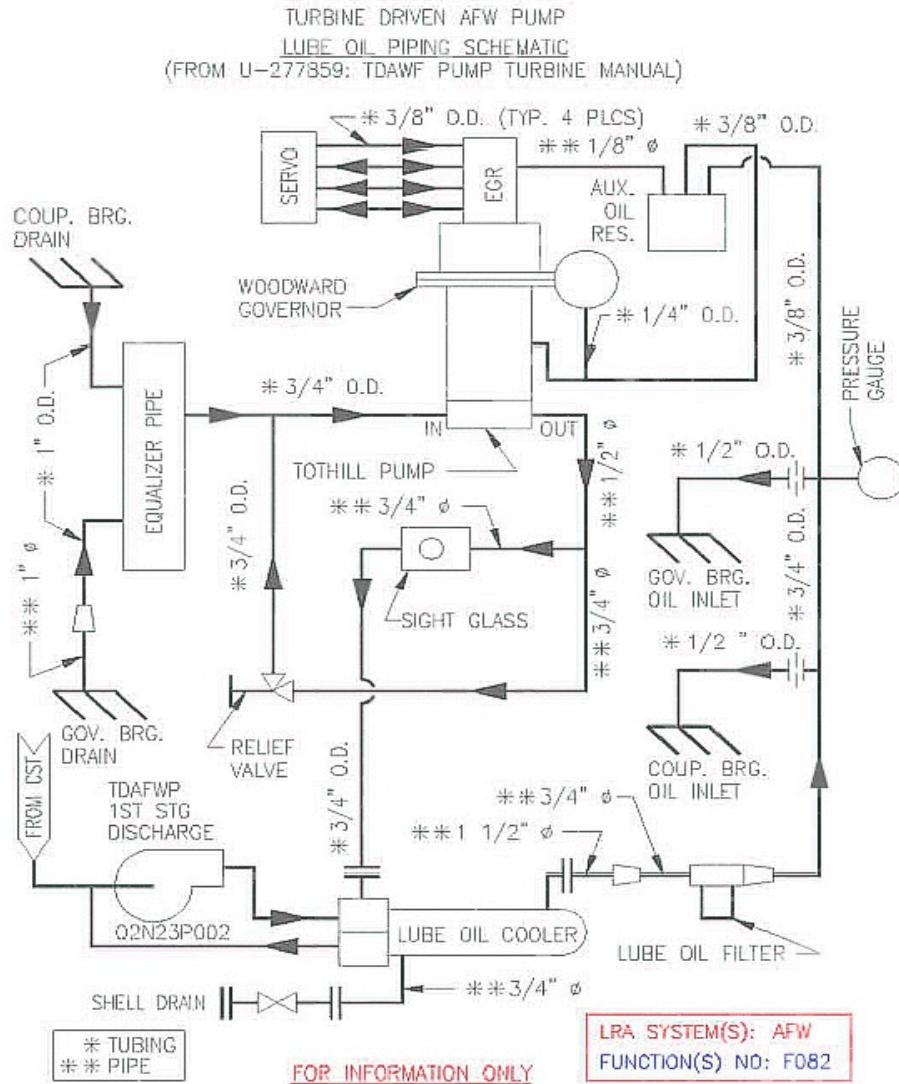 TURBINE DRIVEN AFW PUMP
LUBE OIL PIPING SCHEMATIC
(FROM U-277859: TDAWF PUMP TURBINE MANUAL)
* 3/8" O.D. (TYP. 4 PLCS)
* 3/8" O.D.
** 1/8" ø
SERVO
EGR
AUX.
OIL
RES.
COUP. BRG.
DRAIN
WOODWARD
GOVERNOR
* 1/4" O.D.
* 3/8" O.D.
PRESSURE
GAUGE
* 1" O.D.
EQUALIZER PIPE
* 3/4" O.D.
IN
OUT
TOTHILL PUMP
** 1/2" ø
* 1/2" O.D.
** 3/4" ø
* 3/4" O.D.
** 1" ø
SIGHT GLASS
** 3/4" ø
GOV. BRG.
OIL INLET
* 3/4" O.D.
* 1/2 " O.D.
GOV. BRG.
DRAIN
RELIEF
VALVE
FROM CST
TDAFWP
1ST STG
DISCHARGE
* 3/4" O.D.
COUP. BRG.
OIL INLET
** 3/4" ø
** 1 1/2" ø
Q2N23P002
LUBE OIL COOLER
LUBE OIL FILTER
SHELL DRAIN
** 3/4" ø
* TUBING
** PIPE
FOR INFORMATION ONLY
LRA SYSTEM(S): AFW
FUNCTION(S) NO: F082